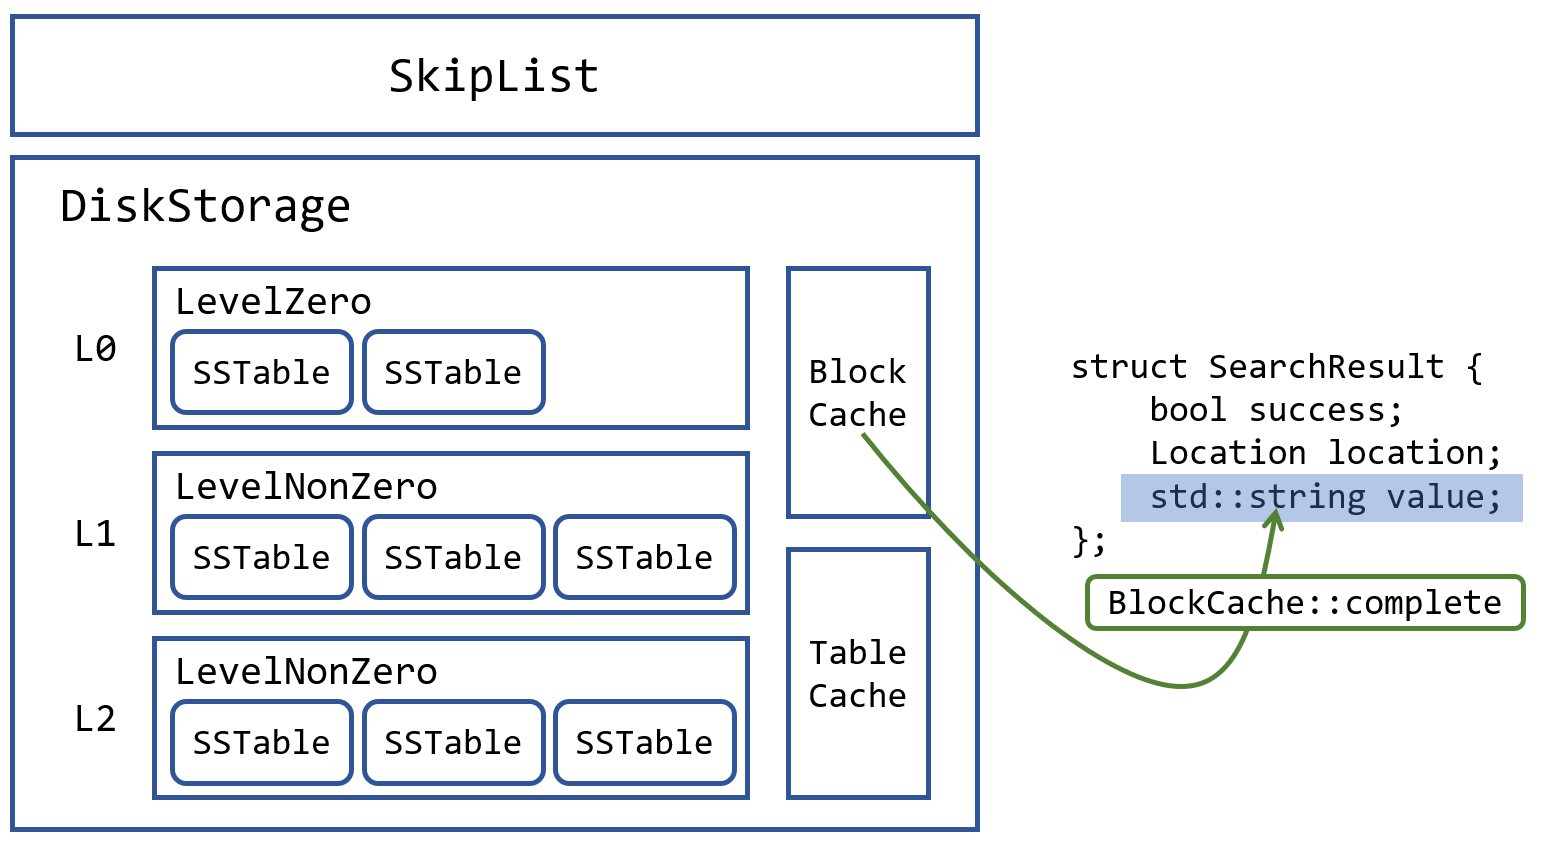 SkipList
DiskStorage
L0
LevelZero
SSTable SSTable
L1
LevelNonZero
SSTable SSTable SSTable
L2
LevelNonZero
SSTable SSTable SSTable
Block
Cache
Table
Cache
struct SearchResult {
bool success;
Location location;
std::string value;
};
BlockCache::complete